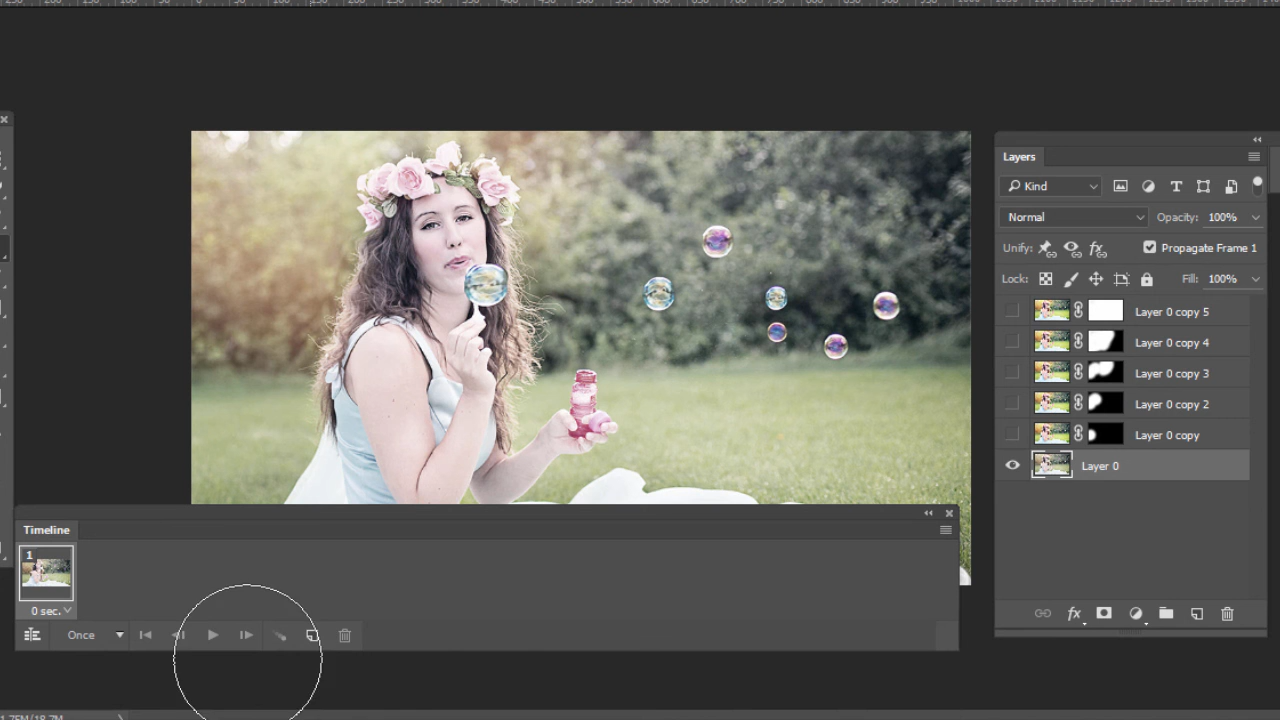 Layers
Kind
Normal Opacity: 100%
Unify: Propagate Frame 1
Lock: Fill: 100%
Layer 0 copy 5
Layer 0 copy 4
Layer 0 copy 3
Layer 0 copy 2
Layer 0 copy
Layer 0
Timeline
1
0 sec.
Once